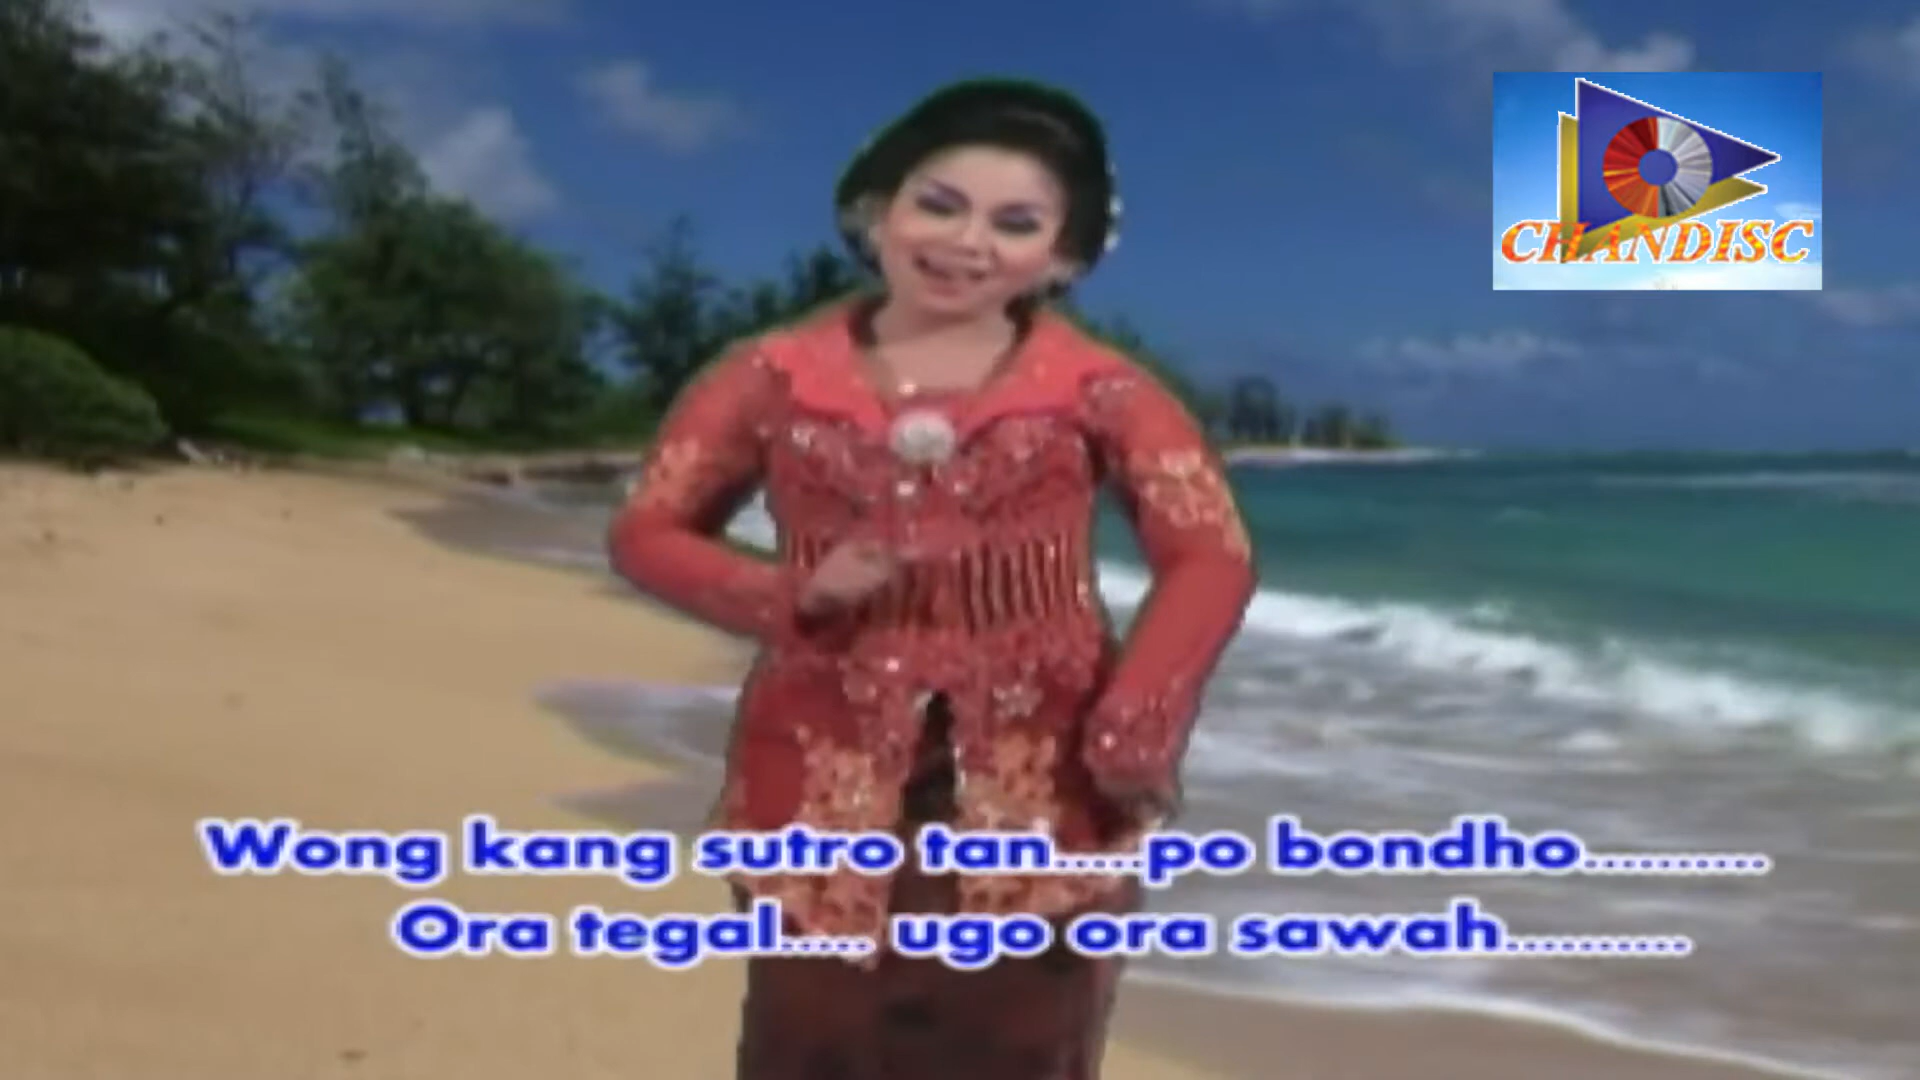 CHANDISC
Wong kang sutro tan.....po bondho..........
Ora tegal..... ugo ora sawah..........